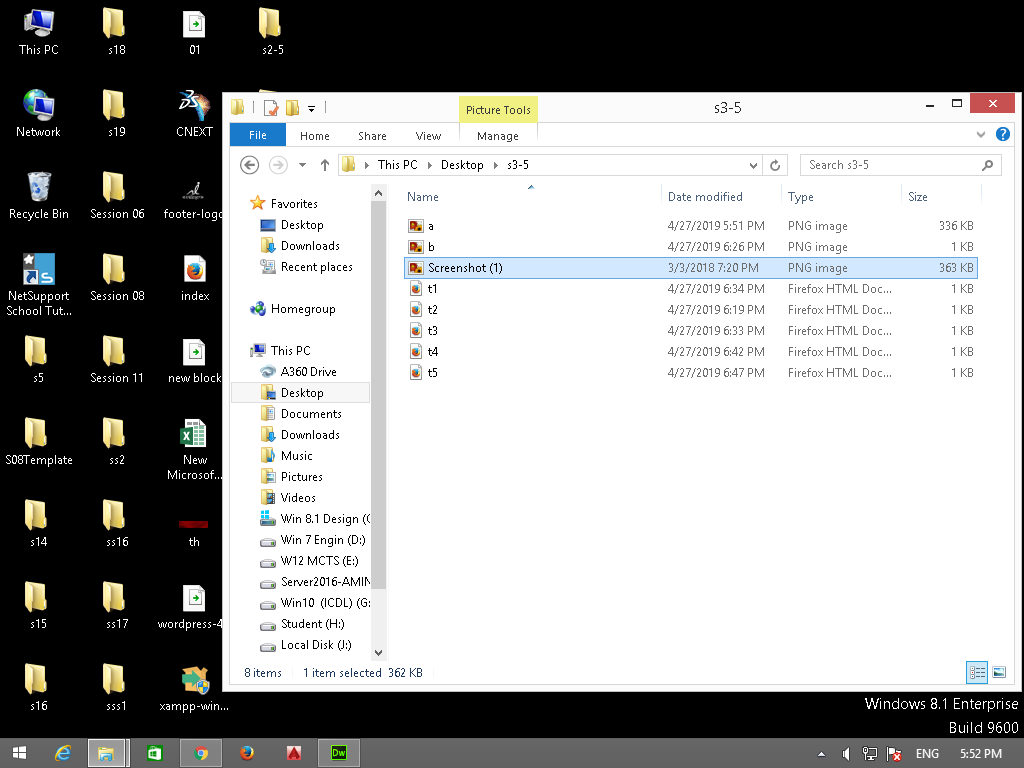 This PC
s18
01
s2-5
Network
s19
CNEXT
Recycle Bin
Session 06
footer-logo
NetSupport
School Tut...
Session 08
index
s5
Session 11
new block
S08Template
ss2
New
Microsof...
s14
ss16
th
s15
ss17
wordpress-4
s16
sss1
xampp-win...
Picture Tools
s3-5
File
Home
Share
View
Manage
This PC
Desktop
s3-5
Search s3-5
Favorites
Desktop
Downloads
Recent places
Homegroup
This PC
A360 Drive
Desktop
Documents
Downloads
Music
Pictures
Videos
Win 8.1 Design (C
Win 7 Engin (D:)
W12 MCTS (E:)
Server2016-AMIN
Win10 (ICDL) (G:
Student (H:)
Local Disk (J:)
Name Date modified Type Size
a 4/27/2019 5:51 PM PNG image 336 KB
b 4/27/2019 6:26 PM PNG image 1 KB
Screenshot (1) 3/3/2018 7:20 PM PNG image 363 KB
t1 4/27/2019 6:34 PM Firefox HTML Doc... 1 KB
t2 4/27/2019 6:19 PM Firefox HTML Doc... 1 KB
t3 4/27/2019 6:33 PM Firefox HTML Doc... 1 KB
t4 4/27/2019 6:42 PM Firefox HTML Doc... 1 KB
t5 4/27/2019 6:47 PM Firefox HTML Doc... 1 KB
8 items 1 item selected 362 KB
Windows 8.1 Enterprise
Build 9600
Dw
ENG
5:52 PM